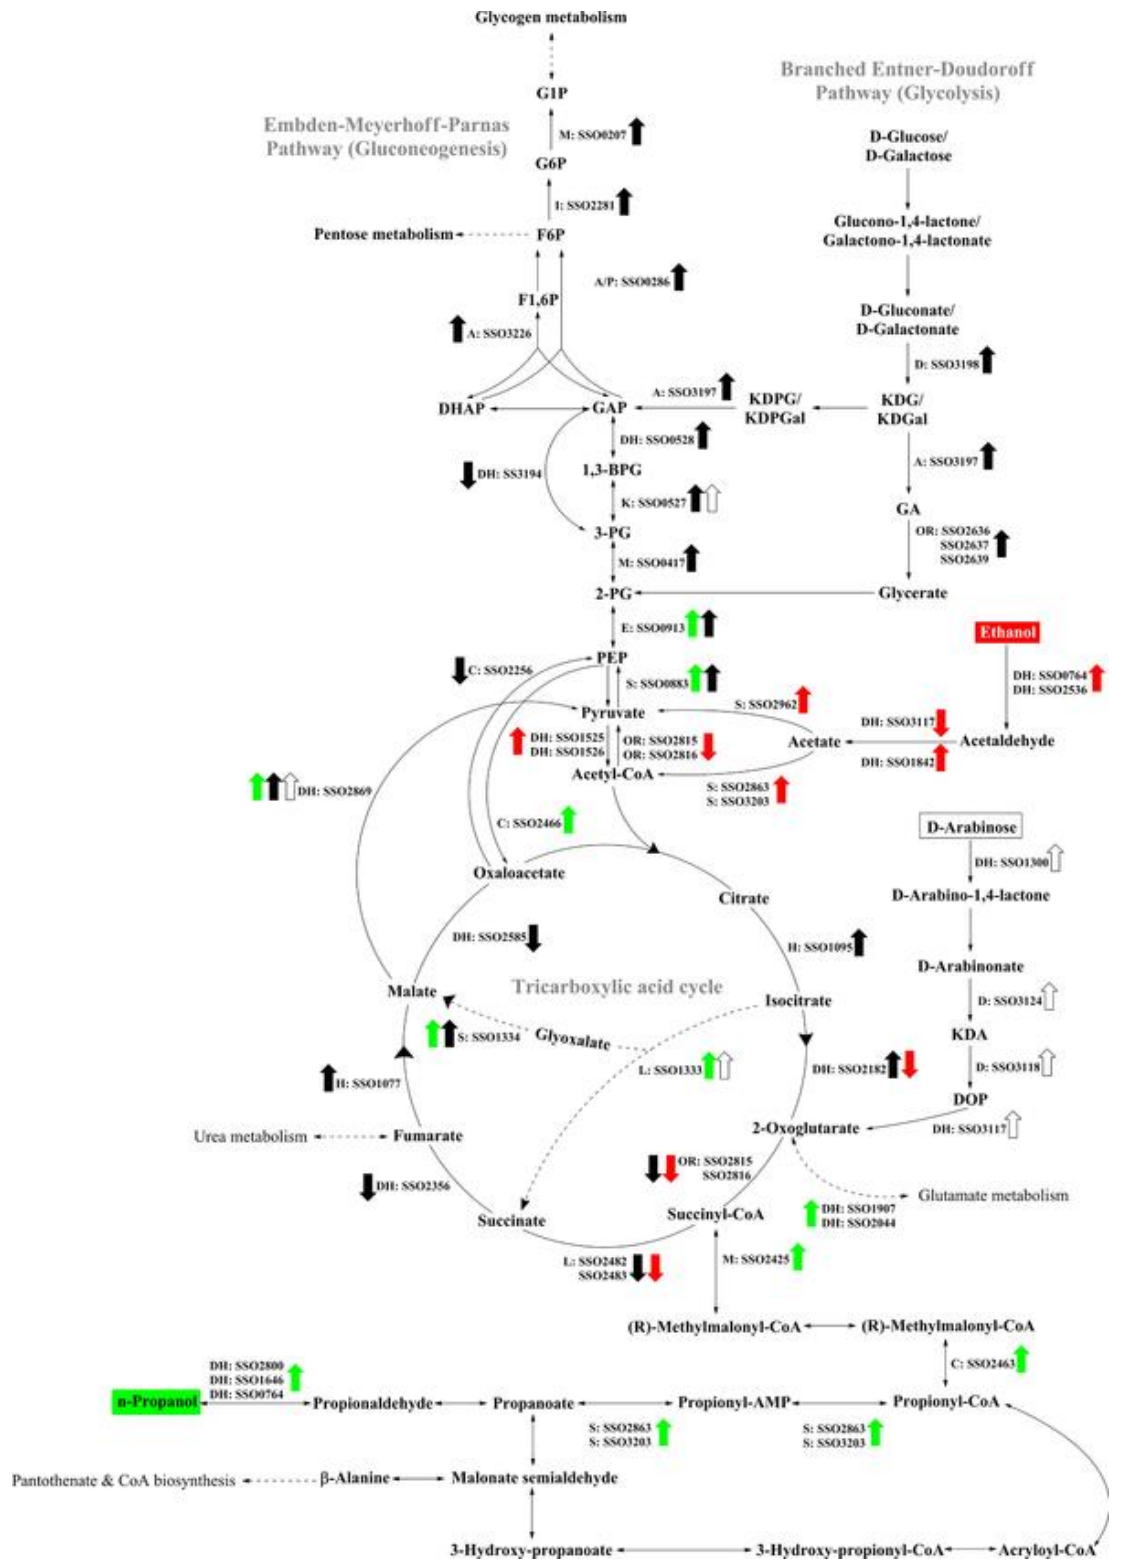 Glycogen metabolism
G1P
M: SSO0207
G6P
I: SSO2281
F6P
Pentose metabolism
Embden-Meyerhoff-Parnas
Pathway (Gluconeogenesis)
A/P: SSO0286
F1,6P
A: SSO3226
DHAP
GAP
Branched Entner-Doudoroff
Pathway (Glycolysis)
D-Glucose/
D-Galactose
Glucono-1,4-lactone/
Galactono-1,4-lactonate
D-Gluconate/
D-Galactonate
D: SSO3198
KDG/
KDGal
A: SSO3197
KDPG/
KDPGal
A: SSO3197
GA
OR: SSO2636
SSO2637
SSO2639
Glycerate
DH: SSO0528
1,3-BPG
DH: SS3194
K: SSO0527
3-PG
M: SSO0417
2-PG
E: SSO0913
PEP
C: SSO2256
S: SSO0883
Pyruvate
DH: SSO1525
DH: SSO1526
OR: SSO2815
OR: SSO2816
Acetyl-CoA
Ethanol
DH: SSO0764
DH: SSO2536
Acetaldehyde
DH: SSO3117
DH: SSO1842
Acetate
S: SSO2962
S: SSO2863
S: SSO3203
DH: SSO2869
C: SSO2466
Oxaloacetate
Citrate
DH: SSO2585
H: SSO1095
Tricarboxylic acid cycle
Malate
Isocitrate
Glyoxalate
S: SSO1334
L: SSO1333
DH: SSO2182
H: SSO1077
D-Arabinose
DH: SSO1300
D-Arabino-1,4-lactone
D-Arabinonate
D: SSO3124
KDA
D: SSO3118
DOP
DH: SSO3117
2-Oxoglutarate
Urea metabolism
Fumarate
OR: SSO2815
SSO2816
DH: SSO2356
Glutamate metabolism
DH: SSO1907
DH: SSO2044
Succinate
Succinyl-CoA
L: SSO2482
SSO2483
M: SSO2425
(R)-Methylmalonyl-CoA
(R)-Methylmalonyl-CoA
C: SSO2463
DH: SSO2800
DH: SSO1646
DH: SSO0764
n-Propanol
Propionaldehyde
Propanoate
Propionyl-AMP
Propionyl-CoA
S: SSO2863
S: SSO3203
S: SSO2863
S: SSO3203
Pantothenate & CoA biosynthesis
β-Alanine
Malonate semialdehyde
3-Hydroxy-propanoate
3-Hydroxy-propionyl-CoA
Acryloyl-CoA